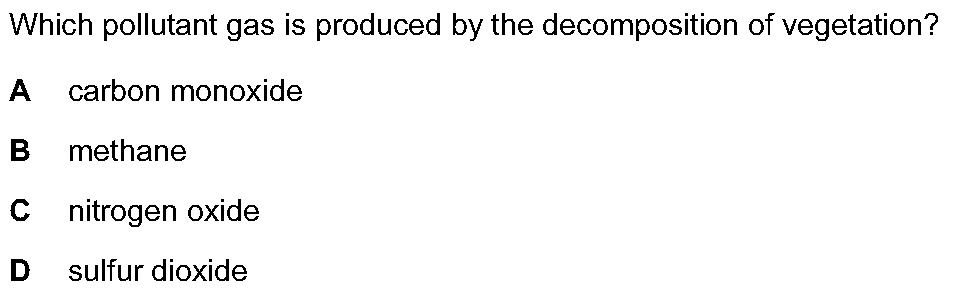 Which pollutant gas is produced by the decomposition of vegetation?
A carbon monoxide
B methane
C nitrogen oxide
D sulfur dioxide